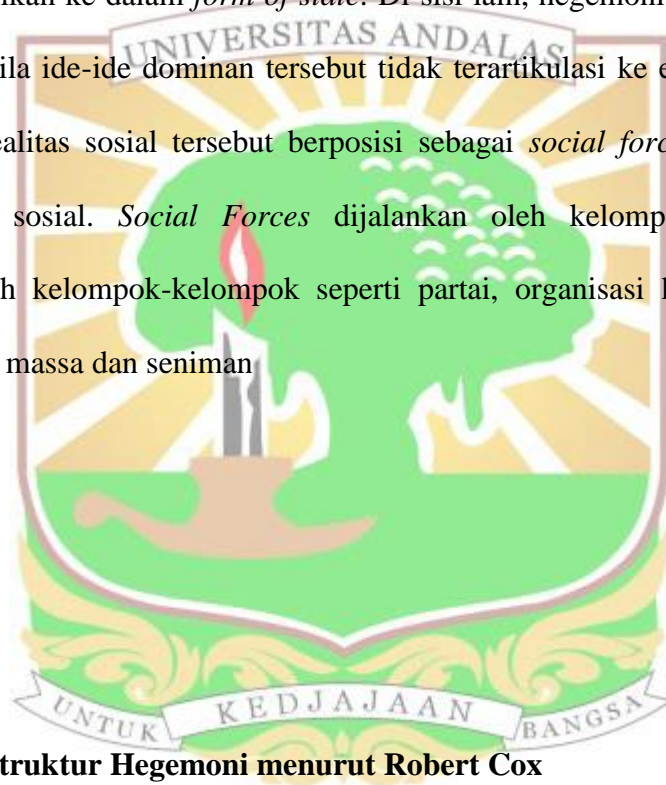 kan ke dalam form of state. Di sisi lain, hegemoni
UNIVERSITAS ANDALAS
ila ide-ide dominan tersebut tidak terartikulasi ke e
ealitas sosial tersebut berposisi sebagai social forc
sosial. Social Forces dijalankan oleh kelomp
h kelompok-kelompok seperti partai, organisasi
massa dan seniman
UNTUK KEDJAJAAN BANGSA
truktur Hegemoni menurut Robert Cox